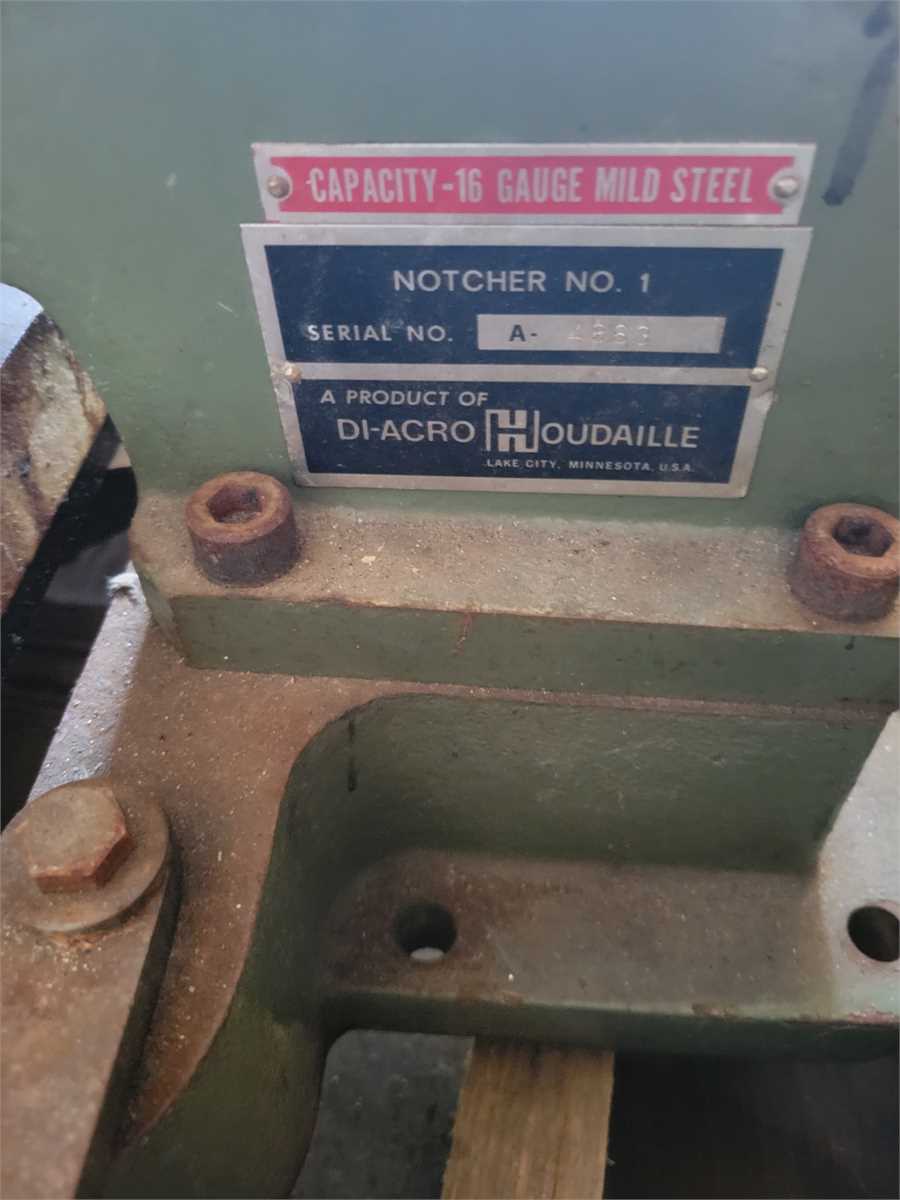 CAPACITY-16 GAUGE MILD STEEL
NOTCHER NO. 1
SERIAL NO. A-
A PRODUCT OF
DI-ACRO HOUDAILLE
LAKE CITY, MINNESOTA, U.S.A.